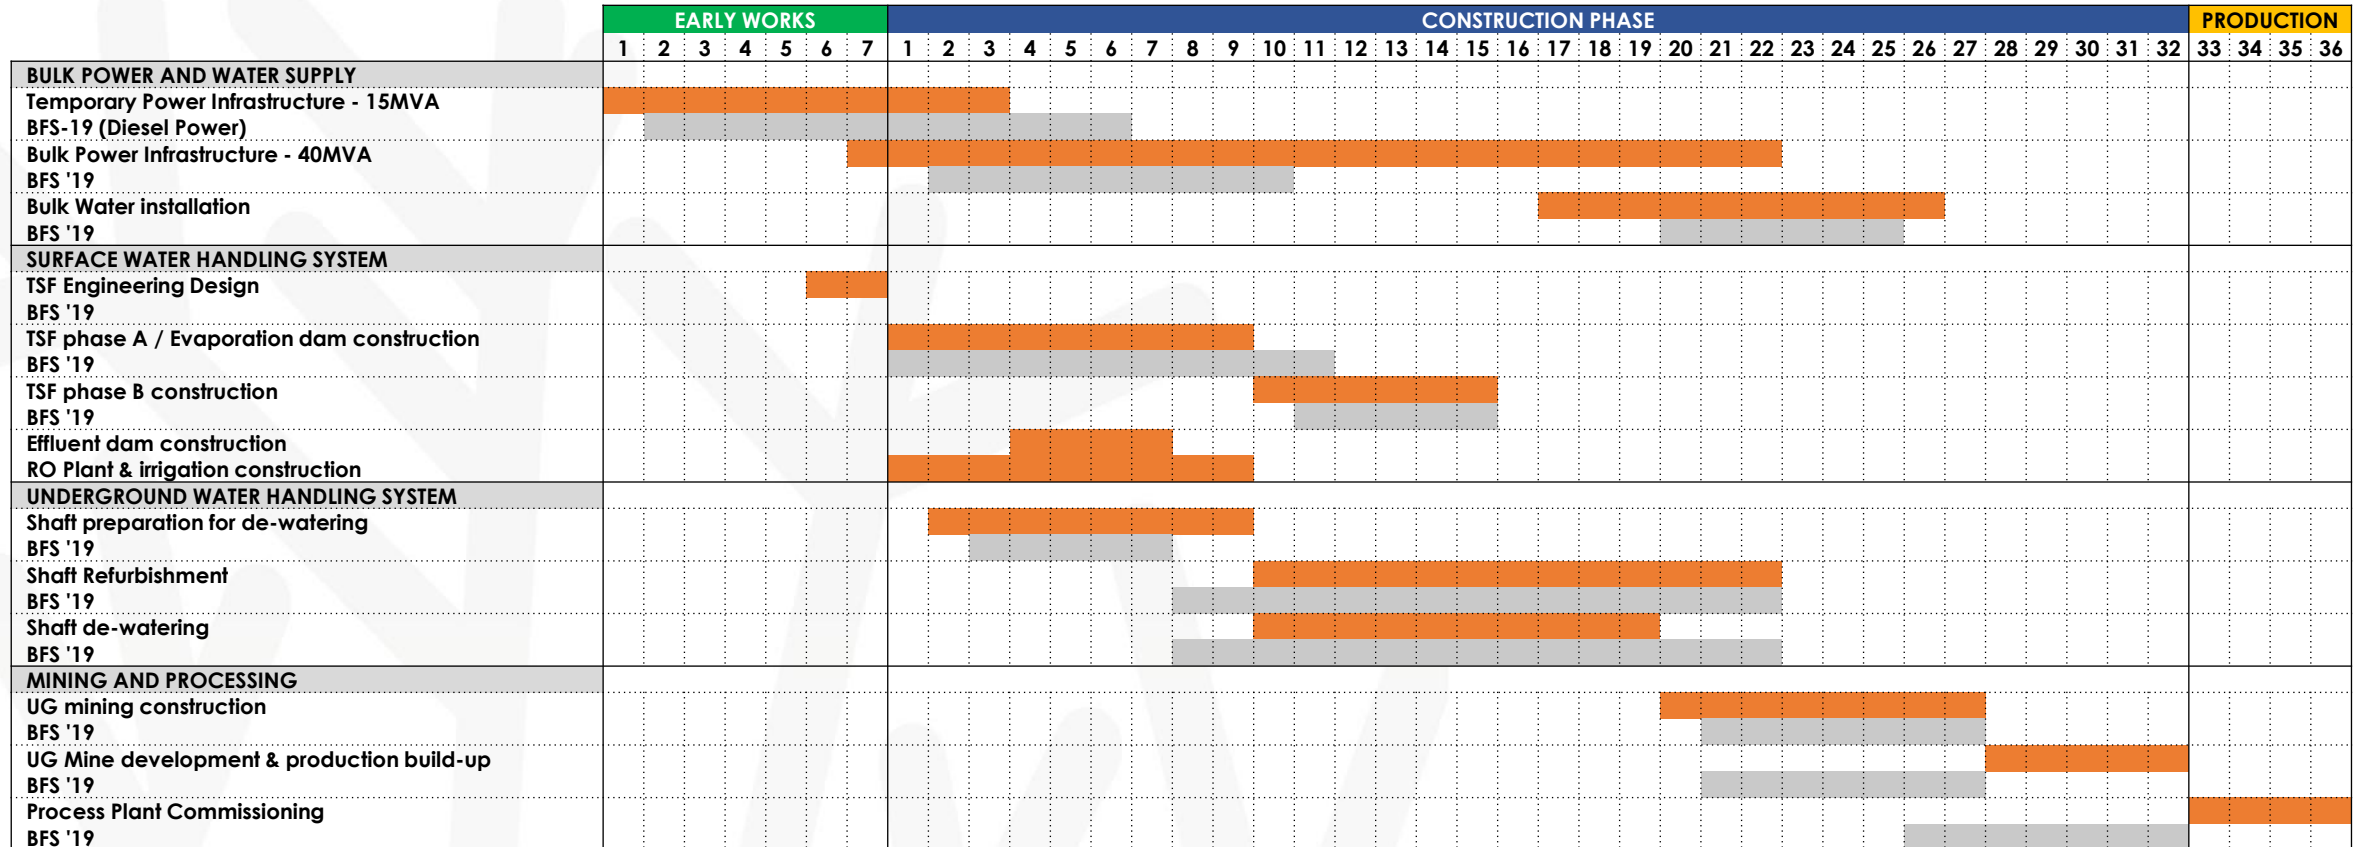 EARLY WORKS CONSTRUCTION PHASE PRODUCTION
1 2 3 4 5 6 7 1 2 3 4 5 6 7 8 9 10 11 12 13 14 15 16 17 18 19 20 21 22 23 24 25 26 27 28 29 30 31 32 33 34 35 36
BULK POWER AND WATER SUPPLY
Temporary Power Infrastructure - 15MVA
BFS-19 (Diesel Power)
Bulk Power Infrastructure - 40MVA
BFS '19
Bulk Water installation
BFS '19
SURFACE WATER HANDLING SYSTEM
TSF Engineering Design
BFS '19
TSF phase A / Evaporation dam construction
BFS '19
TSF phase B construction
BFS '19
Effluent dam construction
RO Plant & irrigation construction
UNDERGROUND WATER HANDLING SYSTEM
Shaft preparation for de-watering
BFS '19
Shaft Refurbishment
BFS '19
Shaft de-watering
BFS '19
MINING AND PROCESSING
UG mining construction
BFS '19
UG Mine development & production build-up
BFS '19
Process Plant Commissioning
BFS '19